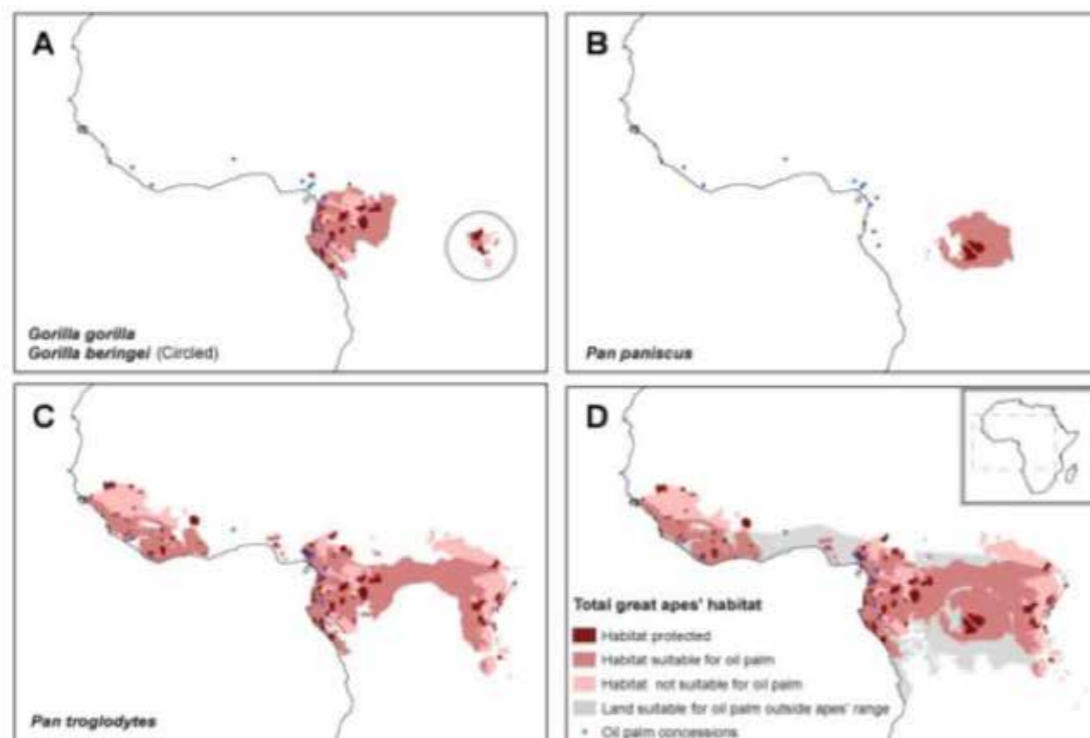 A
Gorilla gorilla
Gorilla beringei (Circled)
B
Pan paniscus
C
Pan troglodytes
D
Total great apes' habitat
Habitat protected
Habitat suitable for oil palm
Habitat not suitable for oil palm
Land suitable for oil palm outside apes' range
Oil palm concessions